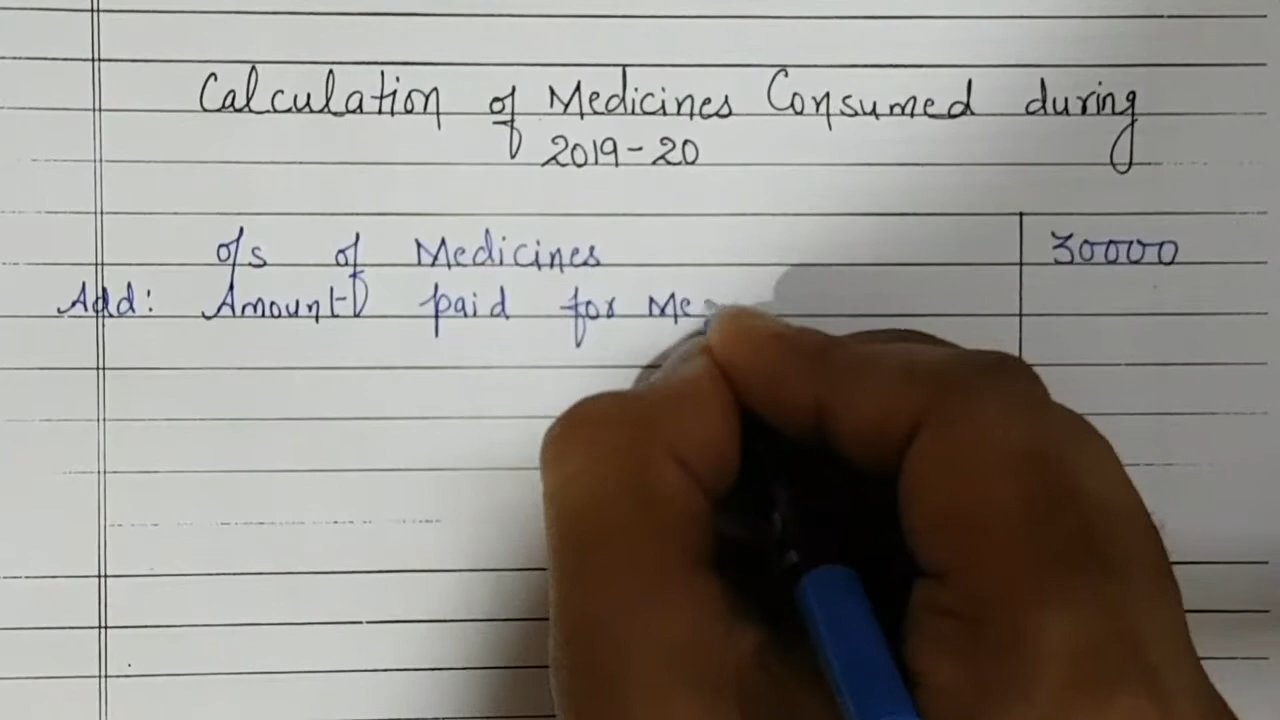 Calculation of Medicines Consumed during
2019-20
o/s of Medicines 30000
Add: Amount paid for Me